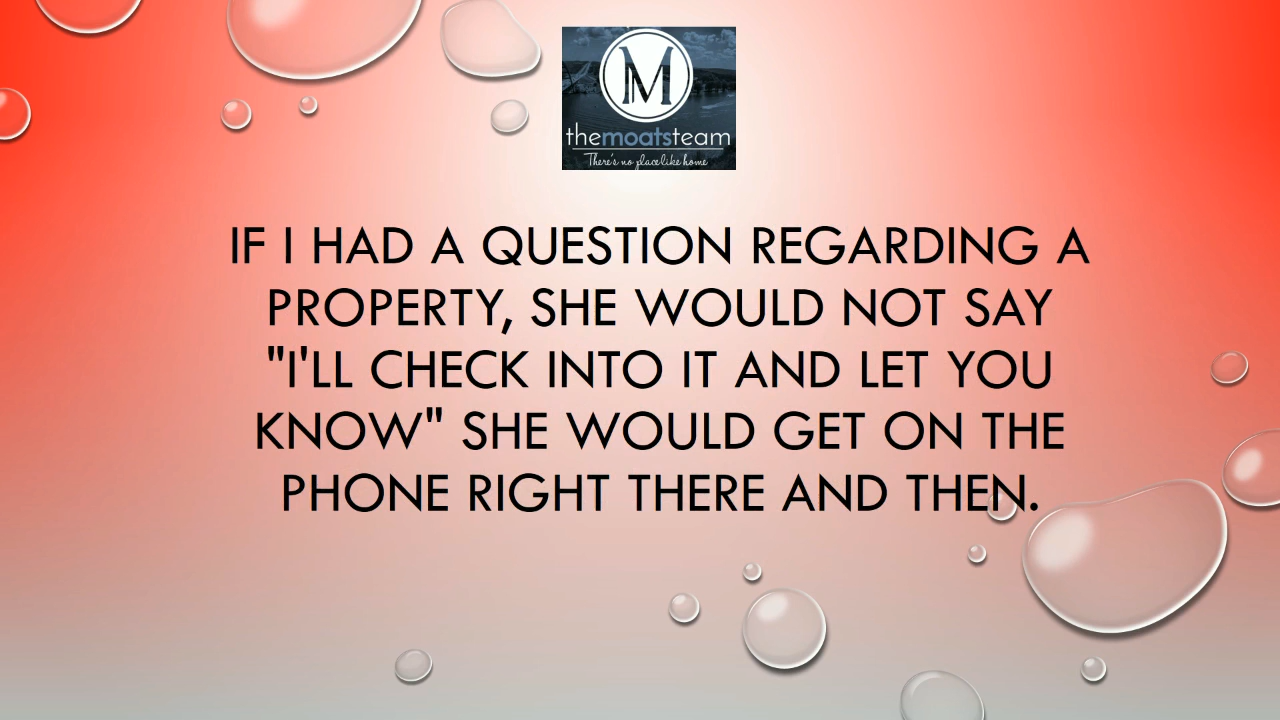 M
themoatsteam
There's no place like home
IF I HAD A QUESTION REGARDING A
PROPERTY, SHE WOULD NOT SAY
"I'LL CHECK INTO IT AND LET YOU
KNOW" SHE WOULD GET ON THE
PHONE RIGHT THERE AND THEN.